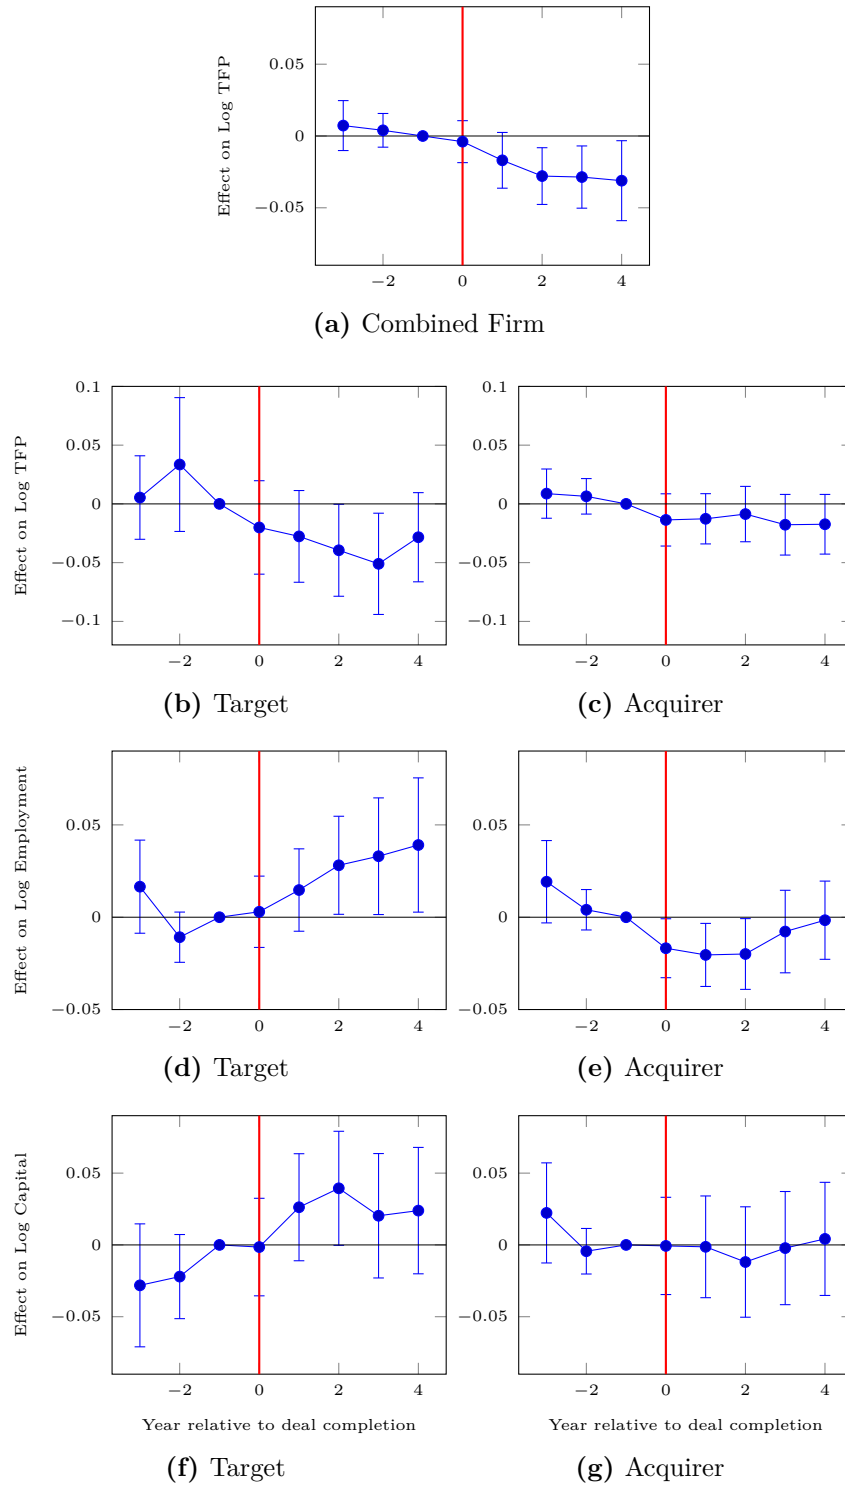 0.05
0
−0.05
Effect on Log TFP
−2 0 2 4
(a) Combined Firm
0.1
0.05
0
−0.05
−0.1
Effect on Log TFP
−2 0 2 4
(b) Target
0.1
0.05
0
−0.05
−0.1
−2 0 2 4
(c) Acquirer
0.05
0
−0.05
Effect on Log Employment
−2 0 2 4
(d) Target
0.05
0
−0.05
−2 0 2 4
(e) Acquirer
0.05
0
−0.05
Effect on Log Capital
−2 0 2 4
Year relative to deal completion
(f) Target
0.05
0
−0.05
−2 0 2 4
Year relative to deal completion
(g) Acquirer